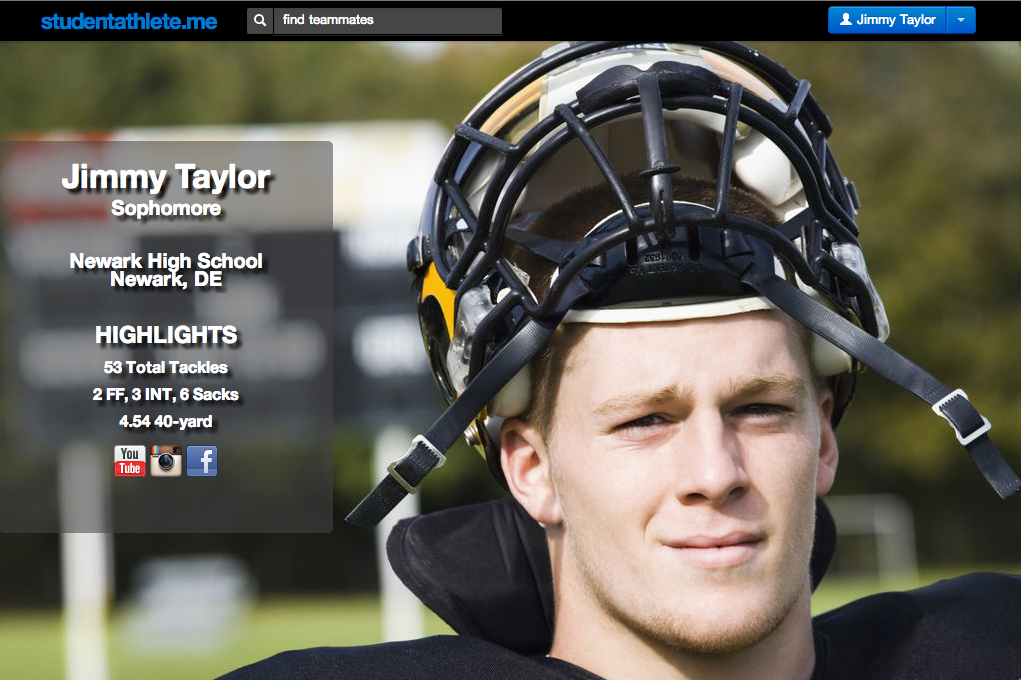 studentathlete.me
find teammates
Jimmy Taylor
Jimmy Taylor
Sophomore
Newark High School
Newark, DE
HIGHLIGHTS
53 Total Tackles
2 FF, 3 INT, 6 Sacks
4.54 40-yard
You
Tube
f